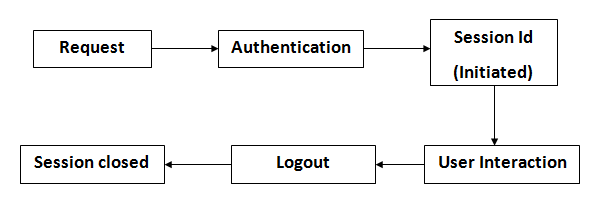 Request
Authentication
Session Id
(Initiated)
User Interaction
Logout
Session closed